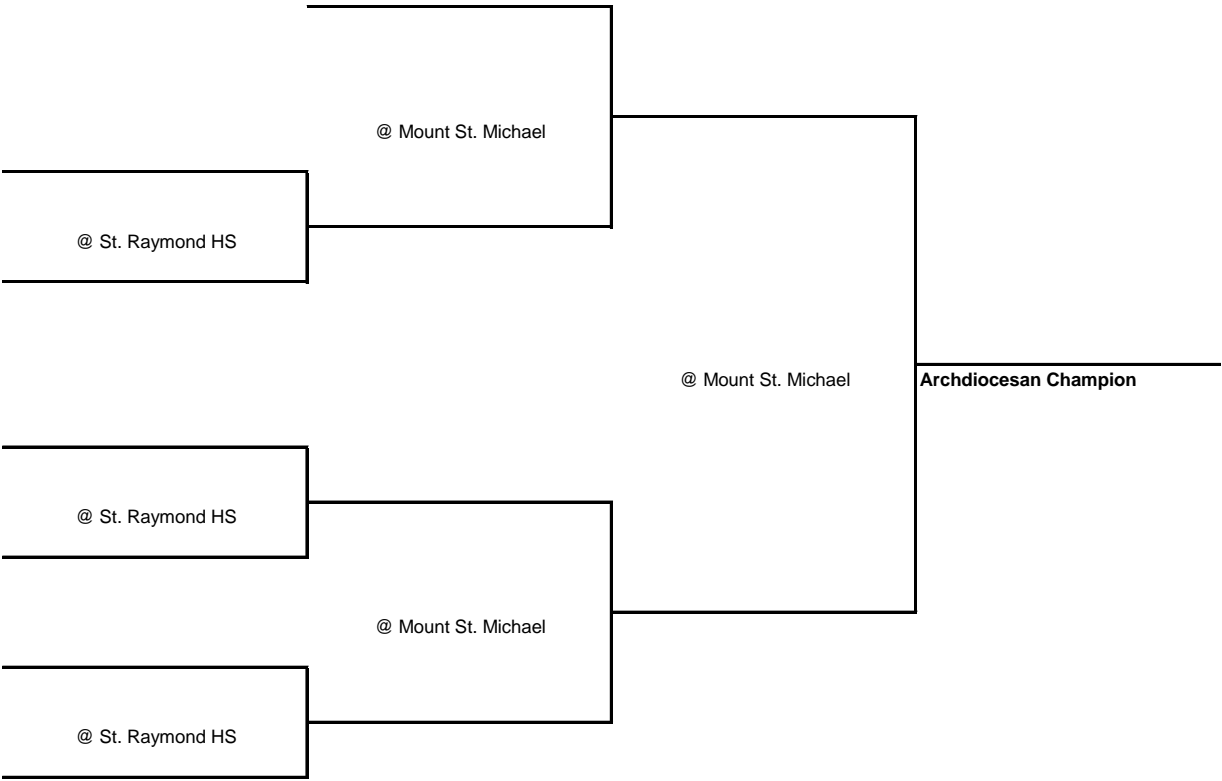 @ Mount St. Michael
@ St. Raymond HS
@ Mount St. Michael
Archdiocesan Champion
@ St. Raymond HS
@ Mount St. Michael
@ St. Raymond HS